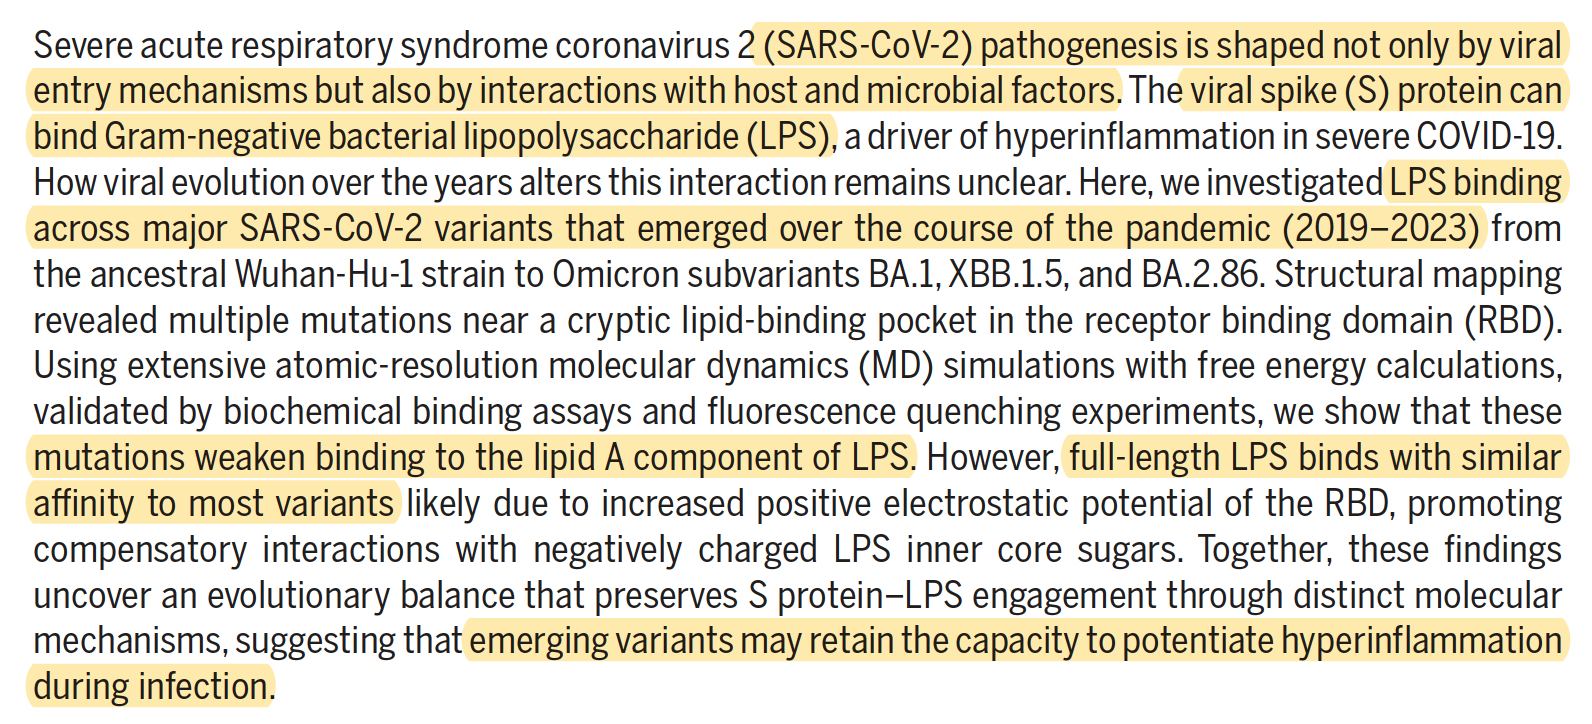 Severe acute respiratory syndrome coronavirus 2 (SARS-CoV-2) pathogenesis is shaped not only by viral
entry mechanisms but also by interactions with host and microbial factors. The viral spike (S) protein can
bind Gram-negative bacterial lipopolysaccharide (LPS), a driver of hyperinflammation in severe COVID-19.
How viral evolution over the years alters this interaction remains unclear. Here, we investigated LPS binding
across major SARS-CoV-2 variants that emerged over the course of the pandemic (2019–2023) from
the ancestral Wuhan-Hu-1 strain to Omicron subvariants BA.1, XBB.1.5, and BA.2.86. Structural mapping
revealed multiple mutations near a cryptic lipid-binding pocket in the receptor binding domain (RBD).
Using extensive atomic-resolution molecular dynamics (MD) simulations with free energy calculations,
validated by biochemical binding assays and fluorescence quenching experiments, we show that these
mutations weaken binding to the lipid A component of LPS. However, full-length LPS binds with similar
affinity to most variants likely due to increased positive electrostatic potential of the RBD, promoting
compensatory interactions with negatively charged LPS inner core sugars. Together, these findings
uncover an evolutionary balance that preserves S protein–LPS engagement through distinct molecular
mechanisms, suggesting that emerging variants may retain the capacity to potentiate hyperinflammation
during infection.